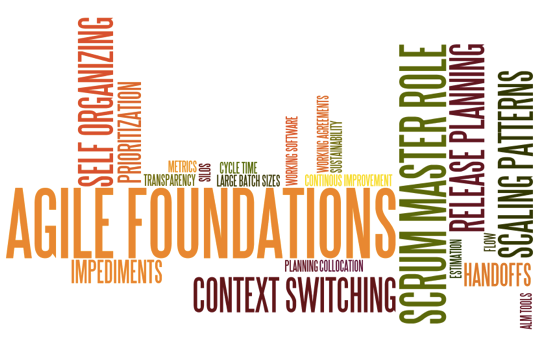 SELF ORGANIZING
PRIORITIZATION
METRICS
TRANSPARENCY
SILOS
CYCLE TIME
LARGE BATCH SIZES
WORKING SOFTWARE
WORKING AGREEMENTS
SUSTAINABILITY
CONTINOUS IMPROVEMENT
AGILE FOUNDATIONS
IMPEDIMENTS
PLANNING COLLOCATION
CONTEXT SWITCHING
SCRUM MASTER ROLE
RELEASE PLANNING
SCALING PATTERNS
ESTIMATION
FLOW
HANDOFFS
ALM TOOLS